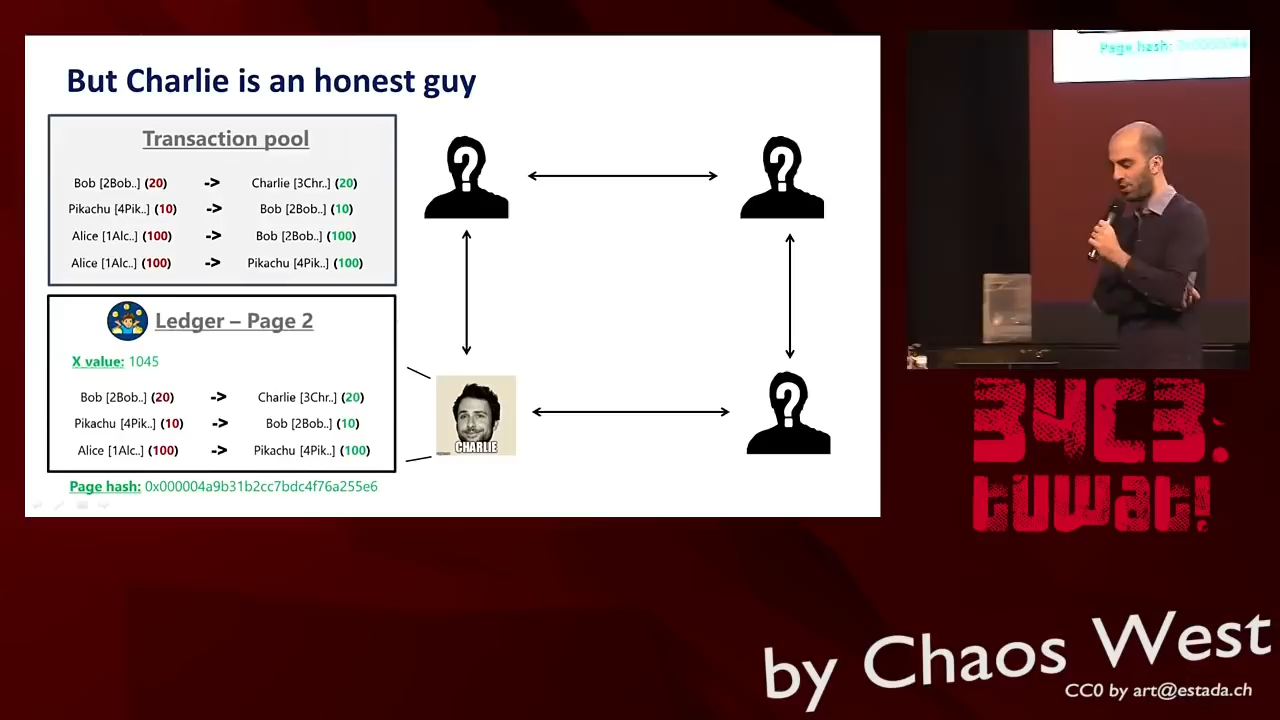 But Charlie is an honest guy
Transaction pool
Bob [2Bob..] (20) -> Charlie [3Chr..] (20)
Pikachu [4Pik..] (10) -> Bob [2Bob..] (10)
Alice [1Alc..] (100) -> Bob [2Bob..] (100)
Alice [1Alc..] (100) -> Pikachu [4Pik..] (100)
Ledger – Page 2
X value: 1045
Bob [2Bob..] (20) -> Charlie [3Chr..] (20)
Pikachu [4Pik..] (10) -> Bob [2Bob..] (10)
Alice [1Alc..] (100) -> Pikachu [4Pik..] (100)
Page hash: 0x000004a9b31b2cc7bdc4f76a255e6
?
?
?
CHARLIE
Page hash:
34C3:
tuwat!
by Chaos West
CC0 by art@estada.ch